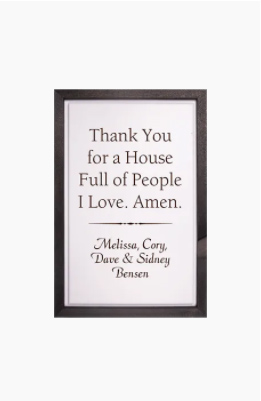 Thank You
for a House
Full of People
I Love. Amen.
Melissa, Cory,
Dave & Sidney
Bensen